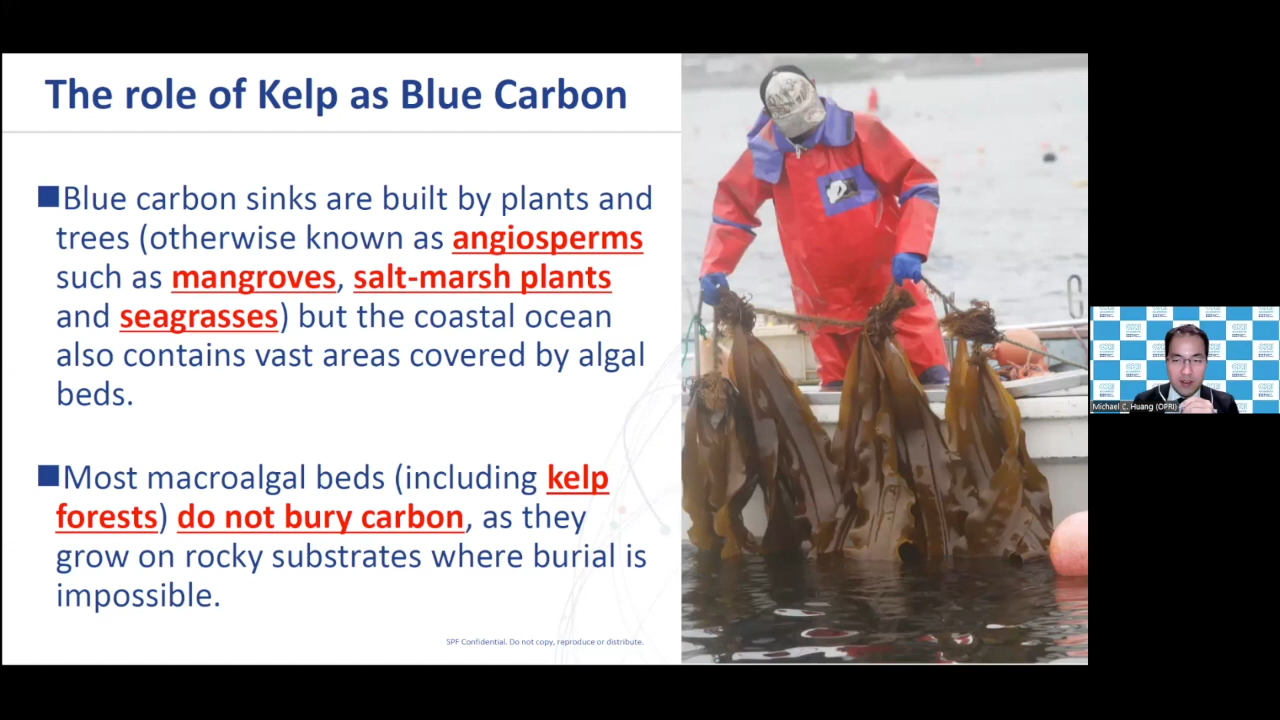 The role of Kelp as Blue Carbon
■Blue carbon sinks are built by plants and
trees (otherwise known as angiosperms
such as mangroves, salt-marsh plants
and seagrasses) but the coastal ocean
also contains vast areas covered by algal
beds.
■Most macroalgal beds (including kelp
forests) do not bury carbon, as they
grow on rocky substrates where burial is
impossible.
SPF Confidential. Do not copy, reproduce or distribute.
OPRI
Michael C. Huang (OPRI)